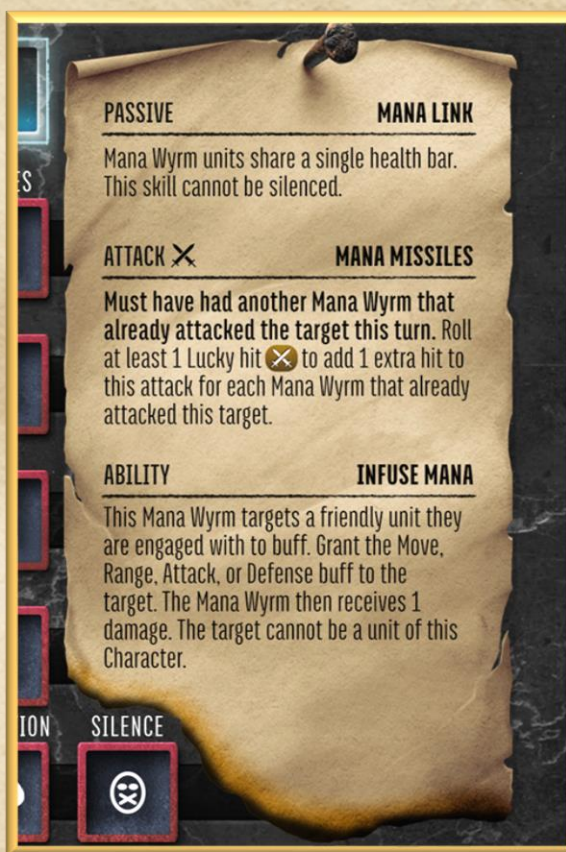 PASSIVE MANA LINK
Mana Wyrm units share a single health bar.
This skill cannot be silenced.
ATTACK MANA MISSILES
Must have had another Mana Wyrm that
already attacked the target this turn. Roll
at least 1 Lucky hit to add 1 extra hit to
this attack for each Mana Wyrm that already
attacked this target.
ABILITY INFUSE MANA
This Mana Wyrm targets a friendly unit they
are engaged with to buff. Grant the Move,
Range, Attack, or Defense buff to the
target. The Mana Wyrm then receives 1
damage. The target cannot be a unit of this
Character.
SILENCE